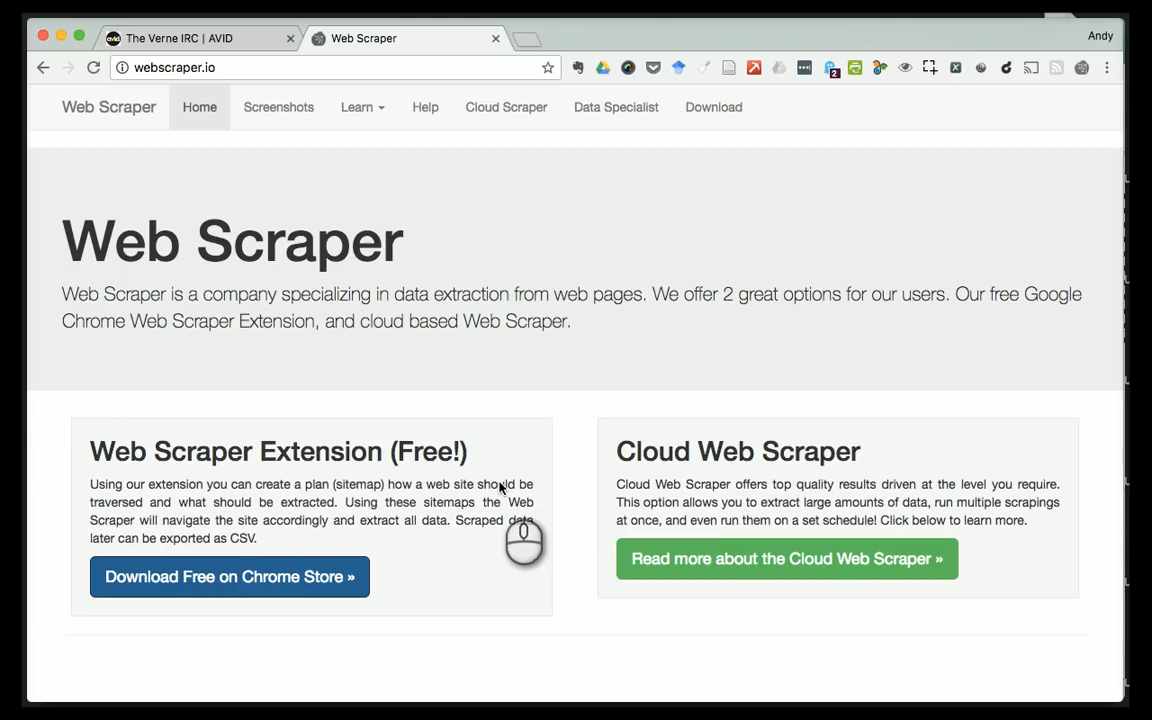 The Verne IRC | AVID
Web Scraper
Andy
webscraper.io
2
Web Scraper
Home
Screenshots
Learn
Help
Cloud Scraper
Data Specialist
Download
Web Scraper
Web Scraper is a company specializing in data extraction from web pages. We offer 2 great options for our users. Our free Google
Chrome Web Scraper Extension, and cloud based Web Scraper.
Web Scraper Extension (Free!)
Using our extension you can create a plan (sitemap) how a web site should be
traversed and what should be extracted. Using these sitemaps the Web
Scraper will navigate the site accordingly and extract all data. Scraped data
later can be exported as CSV.
Download Free on Chrome Store »
Cloud Web Scraper
Cloud Web Scraper offers top quality results driven at the level you require.
This option allows you to extract large amounts of data, run multiple scrapings
at once, and even run them on a set schedule! Click below to learn more.
Read more about the Cloud Web Scraper »